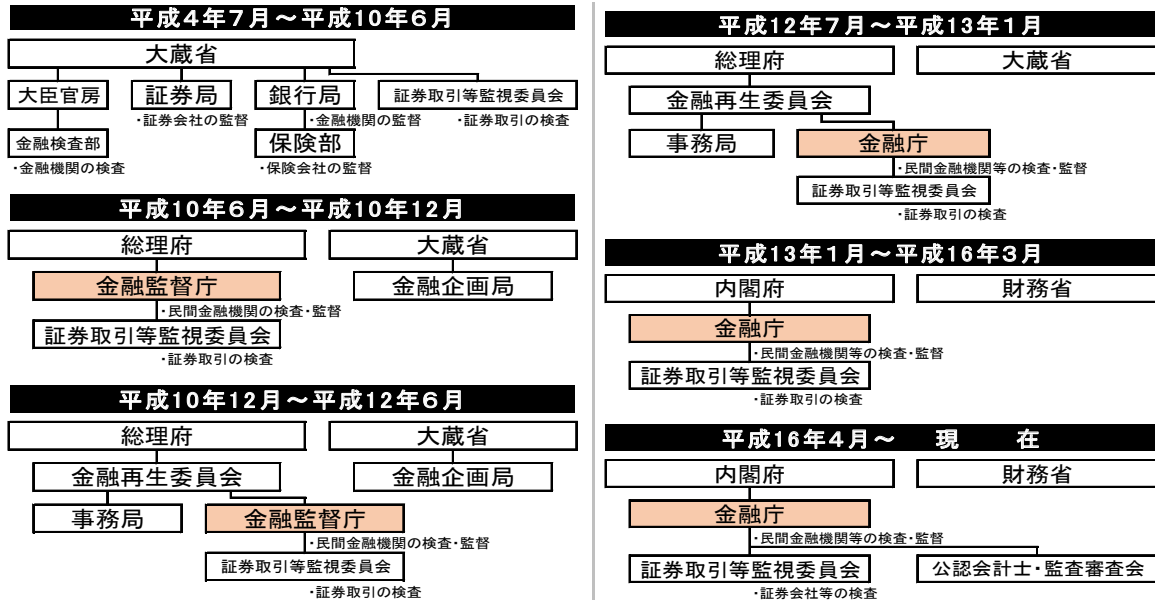 平成4年7月～平成10年6月
大蔵省
大臣官房
証券局
銀行局
証券取引等監視委員会
・証券会社の監督
・金融機関の監督
・証券取引の検査
金融検査部
保険部
・金融機関の検査
・保険会社の監督
平成10年6月～平成10年12月
総理府
大蔵省
金融監督庁
金融企画局
・民間金融機関の検査・監督
証券取引等監視委員会
・証券取引の検査
平成10年12月～平成12年6月
総理府
大蔵省
金融再生委員会
金融企画局
事務局
金融監督庁
・民間金融機関の検査・監督
証券取引等監視委員会
・証券取引の検査
平成12年7月～平成13年1月
総理府
大蔵省
金融再生委員会
事務局
金融庁
・民間金融機関等の検査・監督
証券取引等監視委員会
・証券取引の検査
平成13年1月～平成16年3月
内閣府
財務省
金融庁
・民間金融機関等の検査・監督
証券取引等監視委員会
・証券取引の検査
平成16年4月～ 現 在
内閣府
財務省
金融庁
・民間金融機関等の検査・監督
証券取引等監視委員会
公認会計士・監査審査会
・証券会社等の検査